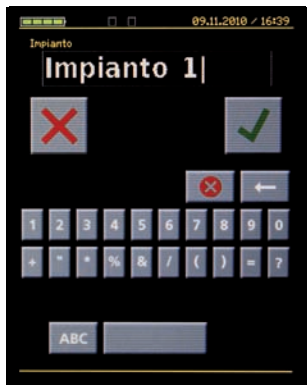 09.11.2010 / 16:39
Impianto
Impianto 1
1 2 3 4 5 6 7 8 9 0
+ " * % & / ( ) = ?
ABC